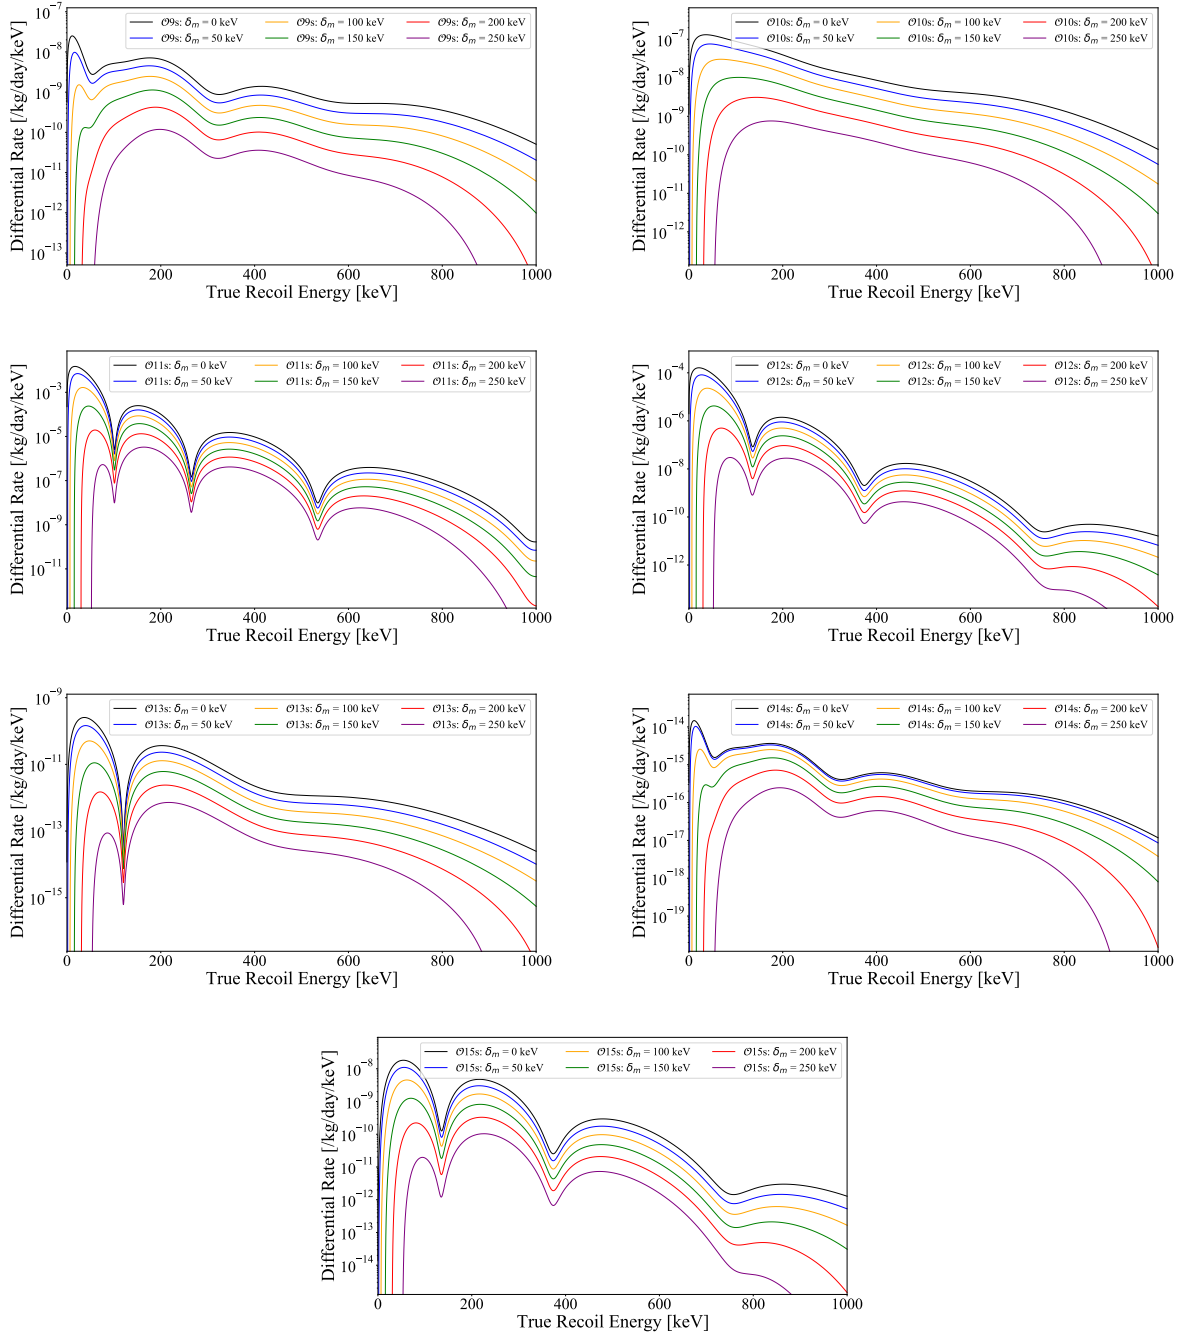 𝒪9s: δₘ = 0 keV 𝒪9s: δₘ = 100 keV 𝒪9s: δₘ = 200 keV
𝒪9s: δₘ = 50 keV 𝒪9s: δₘ = 150 keV 𝒪9s: δₘ = 250 keV
Differential Rate [/kg/day/keV]
10⁻⁷
10⁻⁸
10⁻⁹
10⁻¹⁰
10⁻¹¹
10⁻¹²
10⁻¹³
0 200 400 600 800 1000
True Recoil Energy [keV]
𝒪10s: δₘ = 0 keV 𝒪10s: δₘ = 100 keV 𝒪10s: δₘ = 200 keV
𝒪10s: δₘ = 50 keV 𝒪10s: δₘ = 150 keV 𝒪10s: δₘ = 250 keV
Differential Rate [/kg/day/keV]
10⁻⁷
10⁻⁸
10⁻⁹
10⁻¹⁰
10⁻¹¹
10⁻¹²
0 200 400 600 800 1000
True Recoil Energy [keV]
𝒪11s: δₘ = 0 keV 𝒪11s: δₘ = 100 keV 𝒪11s: δₘ = 200 keV
𝒪11s: δₘ = 50 keV 𝒪11s: δₘ = 150 keV 𝒪11s: δₘ = 250 keV
Differential Rate [/kg/day/keV]
10⁻³
10⁻⁵
10⁻⁷
10⁻⁹
10⁻¹¹
0 200 400 600 800 1000
True Recoil Energy [keV]
𝒪12s: δₘ = 0 keV 𝒪12s: δₘ = 100 keV 𝒪12s: δₘ = 200 keV
𝒪12s: δₘ = 50 keV 𝒪12s: δₘ = 150 keV 𝒪12s: δₘ = 250 keV
Differential Rate [/kg/day/keV]
10⁻⁴
10⁻⁶
10⁻⁸
10⁻¹⁰
10⁻¹²
0 200 400 600 800 1000
True Recoil Energy [keV]
𝒪13s: δₘ = 0 keV 𝒪13s: δₘ = 100 keV 𝒪13s: δₘ = 200 keV
𝒪13s: δₘ = 50 keV 𝒪13s: δₘ = 150 keV 𝒪13s: δₘ = 250 keV
Differential Rate [/kg/day/keV]
10⁻⁹
10⁻¹¹
10⁻¹³
10⁻¹⁵
0 200 400 600 800 1000
True Recoil Energy [keV]
𝒪14s: δₘ = 0 keV 𝒪14s: δₘ = 100 keV 𝒪14s: δₘ = 200 keV
𝒪14s: δₘ = 50 keV 𝒪14s: δₘ = 150 keV 𝒪14s: δₘ = 250 keV
Differential Rate [/kg/day/keV]
10⁻¹⁴
10⁻¹⁵
10⁻¹⁶
10⁻¹⁷
10⁻¹⁸
10⁻¹⁹
0 200 400 600 800 1000
True Recoil Energy [keV]
𝒪15s: δₘ = 0 keV 𝒪15s: δₘ = 100 keV 𝒪15s: δₘ = 200 keV
𝒪15s: δₘ = 50 keV 𝒪15s: δₘ = 150 keV 𝒪15s: δₘ = 250 keV
Differential Rate [/kg/day/keV]
10⁻⁸
10⁻⁹
10⁻¹⁰
10⁻¹¹
10⁻¹²
10⁻¹³
10⁻¹⁴
0 200 400 600 800 1000
True Recoil Energy [keV]